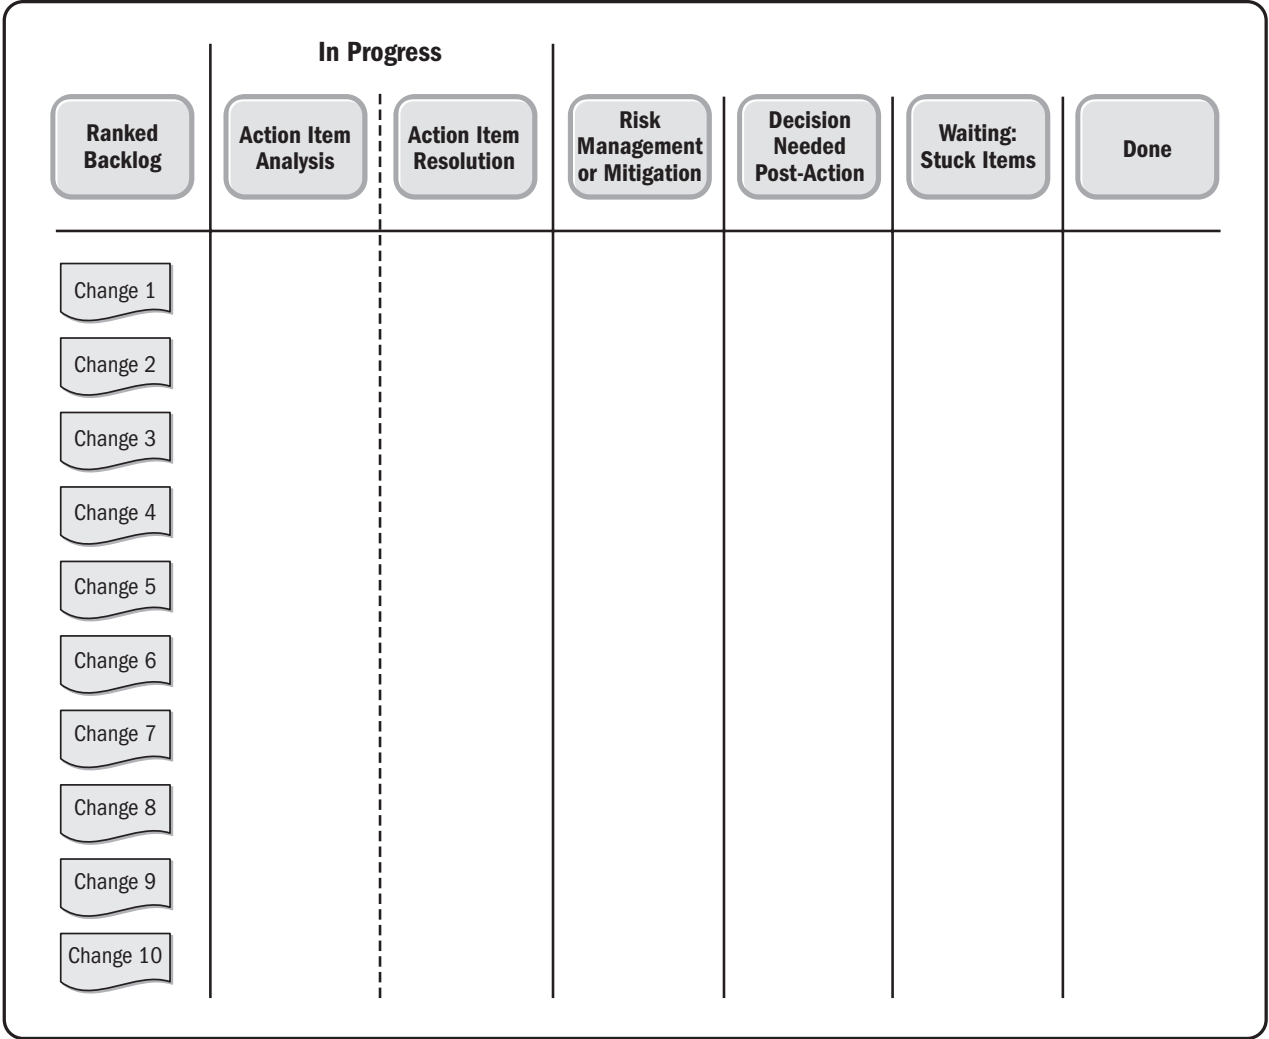 In Progress
Ranked
Backlog
Action Item
Analysis
Action Item
Resolution
Risk
Management
or Mitigation
Decision
Needed
Post-Action
Waiting:
Stuck Items
Done
Change 1
Change 2
Change 3
Change 4
Change 5
Change 6
Change 7
Change 8
Change 9
Change 10